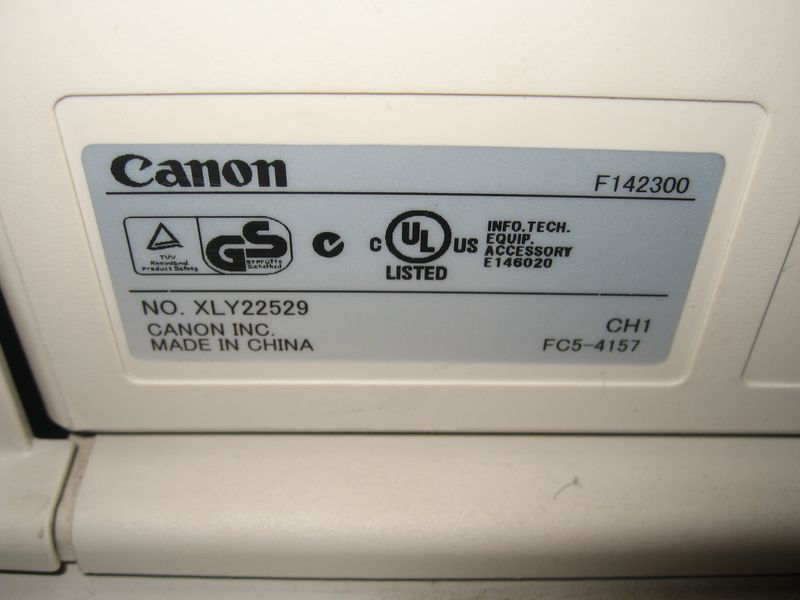 Canon
F142300
TUV
Rheinland
Product Safety
GS
geprüfte
Sicherheit
C UL US
LISTED
INFO.TECH.
EQUIP.
ACCESSORY
E146020
NO. XLY22529
CANON INC.
MADE IN CHINA
CH1
FC5-4157